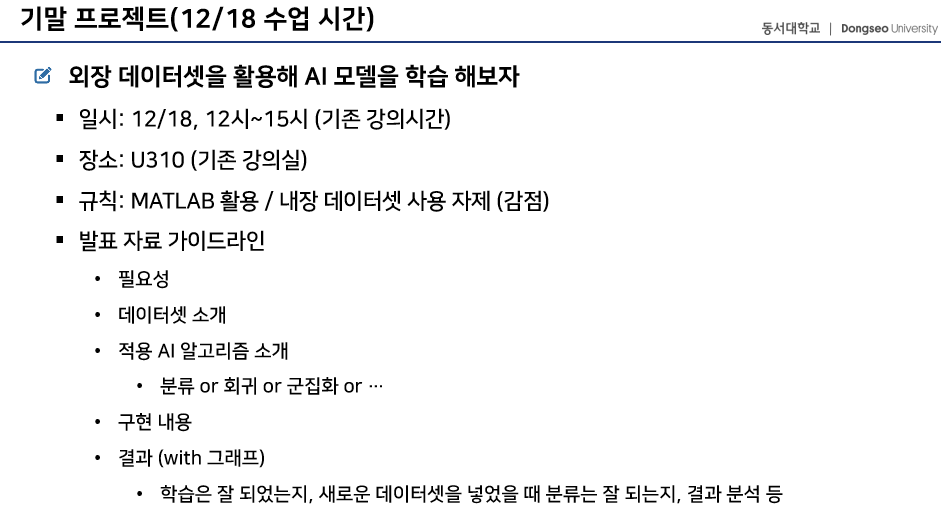 기말 프로젝트(12/18 수업 시간)
동서대학교 | Dongseo University
외장 데이터셋을 활용해 AI 모델을 학습 해보자
▪ 일시: 12/18, 12시~15시 (기존 강의시간)
▪ 장소: U310 (기존 강의실)
▪ 규칙: MATLAB 활용 / 내장 데이터셋 사용 자제 (감점)
▪ 발표 자료 가이드라인
• 필요성
• 데이터셋 소개
• 적용 AI 알고리즘 소개
• 분류 or 회귀 or 군집화 or …
• 구현 내용
• 결과 (with 그래프)
• 학습은 잘 되었는지, 새로운 데이터셋을 넣었을 때 분류는 잘 되는지, 결과 분석 등